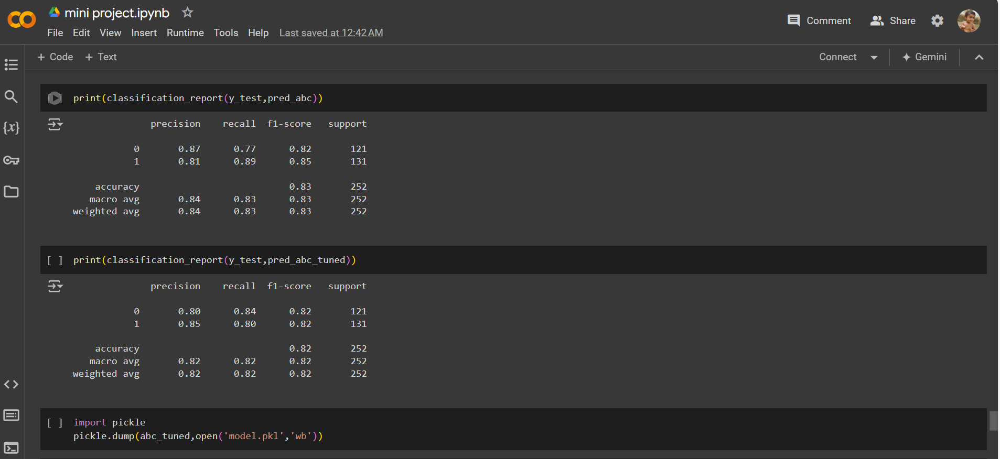 mini project.ipynb
Comment Share
File Edit View Insert Runtime Tools Help Last saved at 12:42 AM
+ Code + Text Connect Gemini
print(classification_report(y_test,pred_abc))
precision recall f1-score support
0 0.87 0.77 0.82 121
1 0.81 0.89 0.85 131
accuracy 0.83 252
macro avg 0.84 0.83 0.83 252
weighted avg 0.84 0.83 0.83 252
[ ] print(classification_report(y_test,pred_abc_tuned))
precision recall f1-score support
0 0.80 0.84 0.82 121
1 0.85 0.80 0.82 131
accuracy 0.82 252
macro avg 0.82 0.82 0.82 252
weighted avg 0.82 0.82 0.82 252
[ ] import pickle
pickle.dump(abc_tuned,open('model.pkl','wb'))